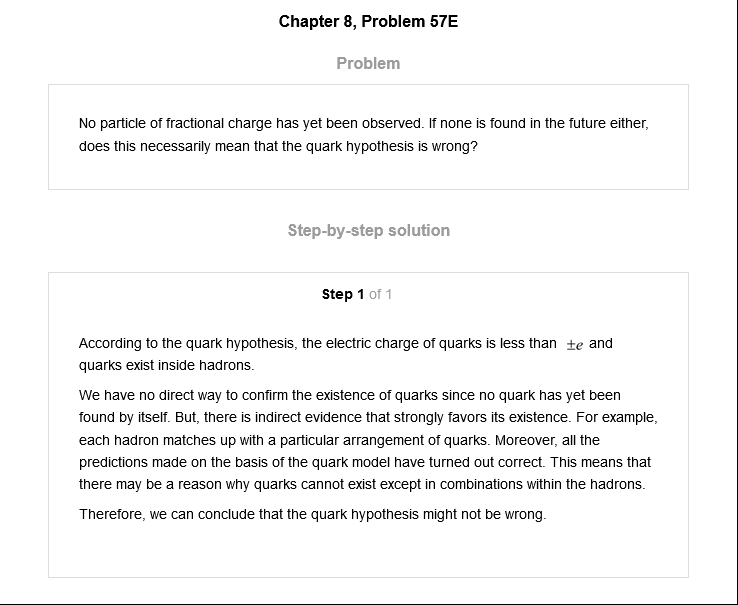 Chapter 8, Problem 57E
Problem
No particle of fractional charge has yet been observed. If none is found in the future either,
does this necessarily mean that the quark hypothesis is wrong?
Step-by-step solution
Step 1 of 1
According to the quark hypothesis, the electric charge of quarks is less than ±e and
quarks exist inside hadrons.
We have no direct way to confirm the existence of quarks since no quark has yet been
found by itself. But, there is indirect evidence that strongly favors its existence. For example,
each hadron matches up with a particular arrangement of quarks. Moreover, all the
predictions made on the basis of the quark model have turned out correct. This means that
there may be a reason why quarks cannot exist except in combinations within the hadrons.
Therefore, we can conclude that the quark hypothesis might not be wrong.